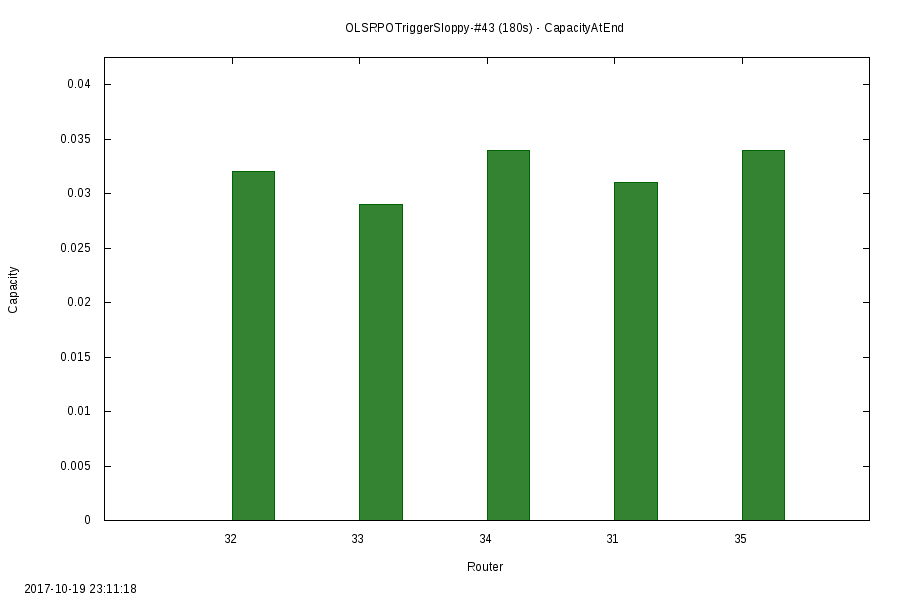 OLSRPOTriggerSloppy-#43 (180s) - CapacityAtEnd
0.04
0.035
0.03
0.025
0.02
0.015
0.01
0.005
0
Capacity
32 33 34 31 35
Router
2017-10-19 23:11:18